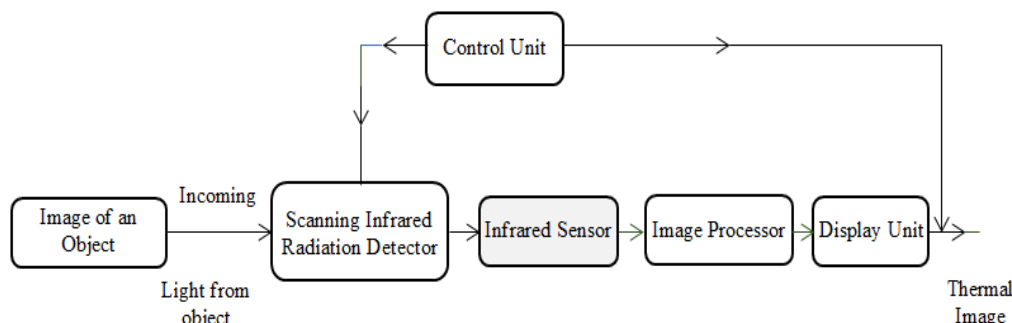 Control Unit
Incoming
Image of an
Object
Scanning Infrared
Radiation Detector
Infrared Sensor
Image Processor
Display Unit
Light from
object
Thermal
Image